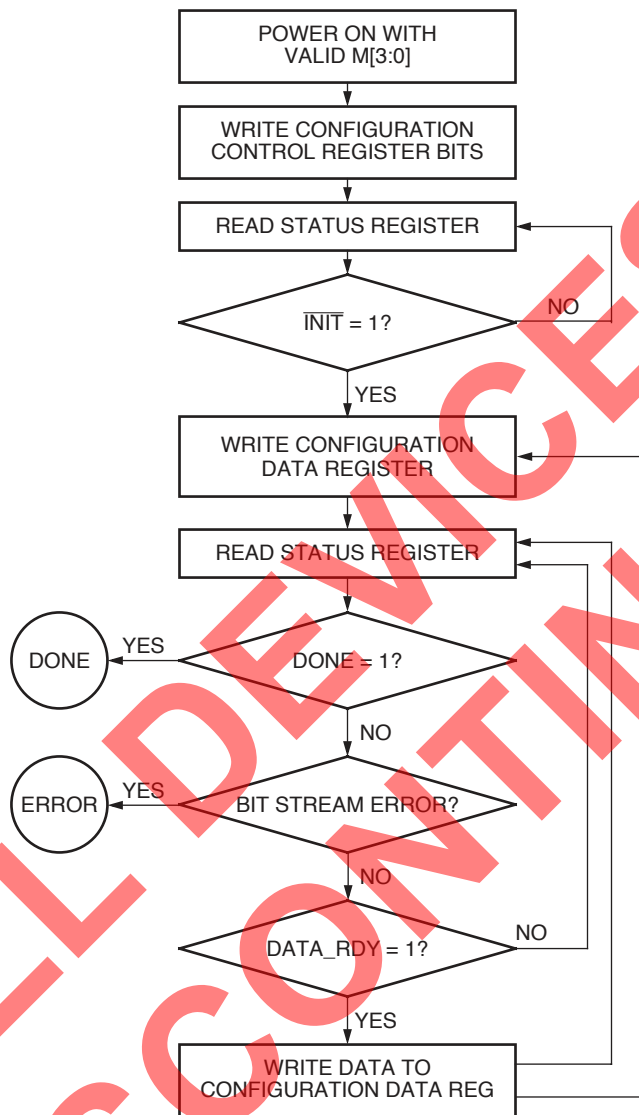 POWER ON WITH
VALID M[3:0]
WRITE CONFIGURATION
CONTROL REGISTER BITS
READ STATUS REGISTER
INIT = 1?
NO
YES
WRITE CONFIGURATION
DATA REGISTER
READ STATUS REGISTER
DONE
YES
DONE = 1?
NO
ERROR
YES
BIT STREAM ERROR?
NO
DATA_RDY = 1?
NO
YES
WRITE DATA TO
CONFIGURATION DATA REG